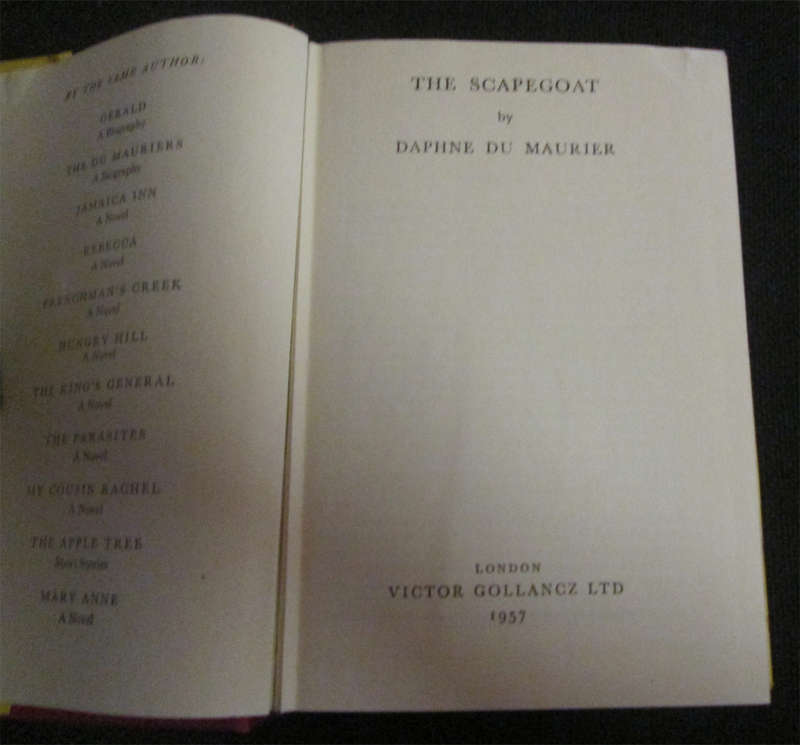 BY THE SAME AUTHOR:
GERALD
A Biography
THE DU MAURIERS
A Biography
JAMAICA INN
A Novel
REBECCA
A Novel
FRENCHMAN'S CREEK
A Novel
HUNGRY HILL
A Novel
THE KING'S GENERAL
A Novel
THE PARASITES
A Novel
MY COUSIN RACHEL
A Novel
THE APPLE TREE
Short Stories
MARY ANNE
A Novel
THE SCAPEGOAT
by
DAPHNE DU MAURIER
LONDON
VICTOR GOLLANCZ LTD
1957